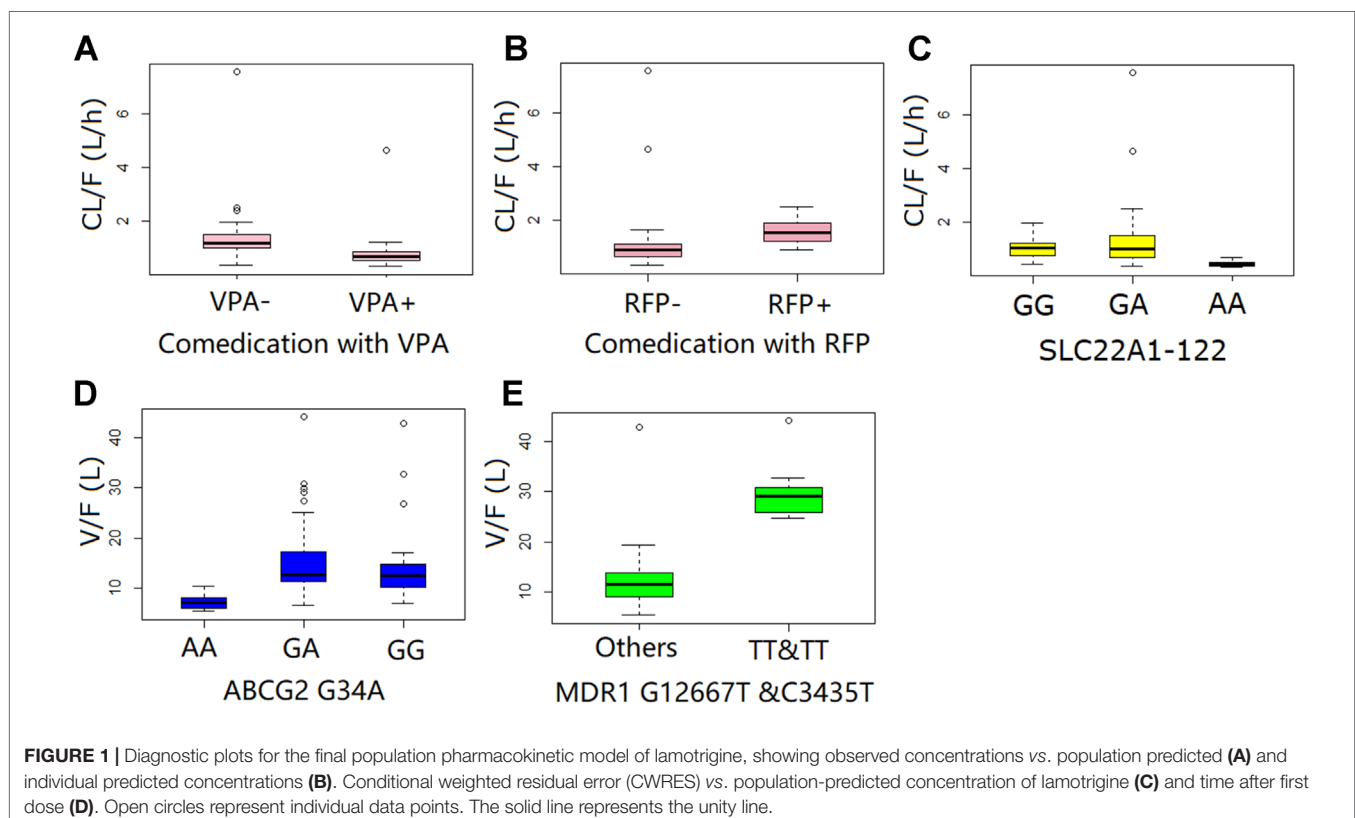 A
CL/F (L/h)
6
4
2
VPA-
VPA+
Comedication with VPA
B
CL/F (L/h)
6
4
2
RFP-
RFP+
Comedication with RFP
C
CL/F (L/h)
6
4
2
GG
GA
AA
SLC22A1-122
D
V/F (L)
40
30
20
10
AA
GA
GG
ABCG2 G34A
E
V/F (L)
40
30
20
10
Others
TT&TT
MDR1 G12667T &C3435T
FIGURE 1 | Diagnostic plots for the final population pharmacokinetic model of lamotrigine, showing observed concentrations vs. population predicted (A) and
individual predicted concentrations (B). Conditional weighted residual error (CWRES) vs. population-predicted concentration of lamotrigine (C) and time after first
dose (D). Open circles represent individual data points. The solid line represents the unity line.